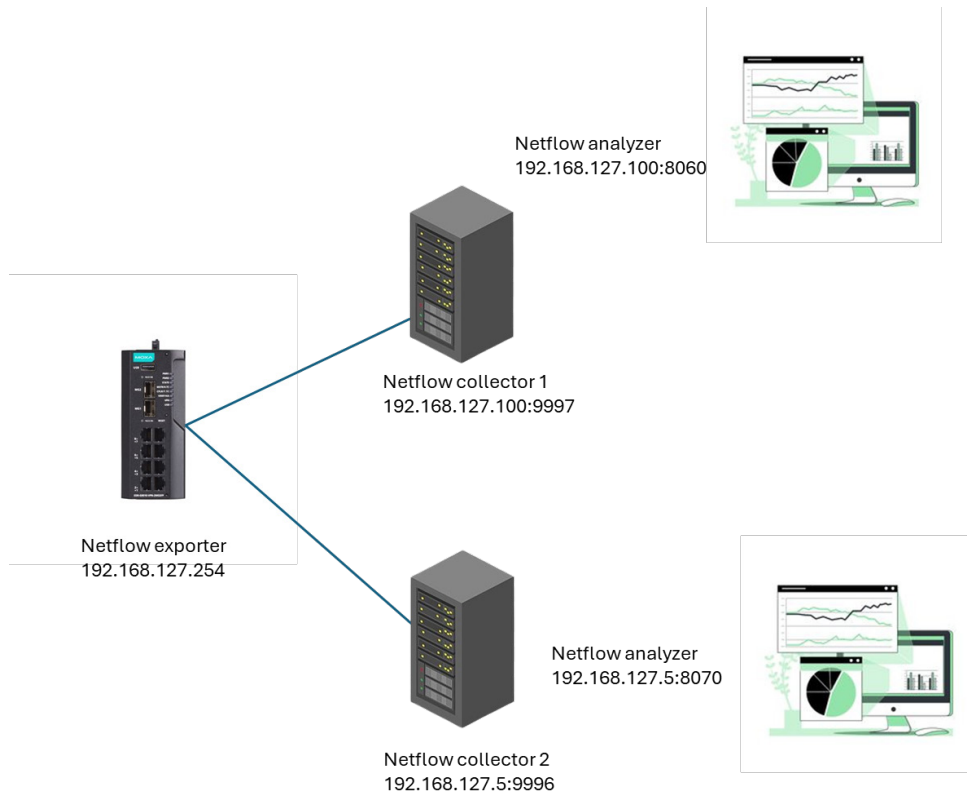 Netflow analyzer
192.168.127.100:8060
Netflow collector 1
192.168.127.100:9997
Netflow exporter
192.168.127.254
Netflow analyzer
192.168.127.5:8070
Netflow collector 2
192.168.127.5:9996